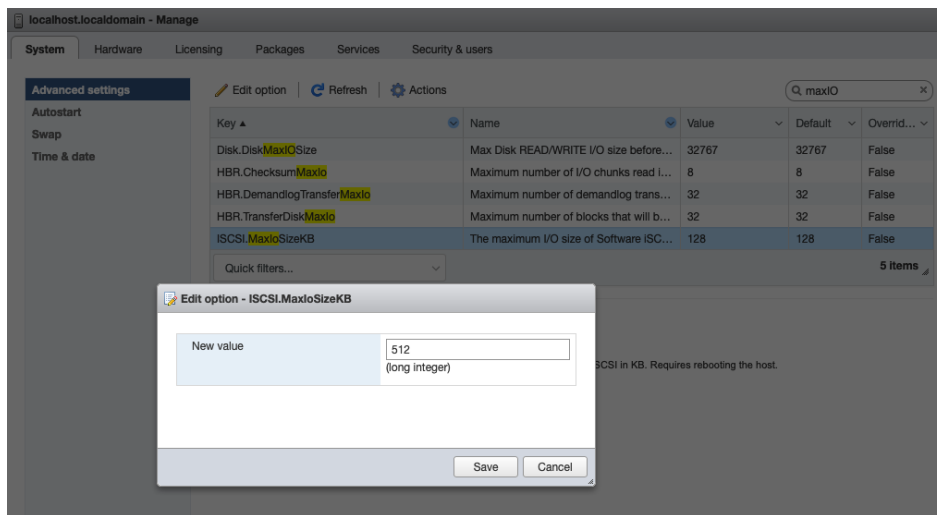 localhost.localdomain - Manage
System Hardware Licensing Packages Services Security & users
Advanced settings
Autostart
Swap
Time & date
Edit option Refresh Actions maxIO
Key Name Value Default Overrid...
Disk.DiskMaxIOSize Max Disk READ/WRITE I/O size before... 32767 32767 False
HBR.ChecksumMaxIo Maximum number of I/O chunks read i... 8 8 False
HBR.DemandlogTransferMaxIo Maximum number of demandlog trans... 32 32 False
HBR.TransferDiskMaxIo Maximum number of blocks that will b... 32 32 False
ISCSI.MaxIoSizeKB The maximum I/O size of Software ISC... 128 128 False
Quick filters... 5 items
Edit option - ISCSI.MaxIoSizeKB
New value 512
(long integer)
SCSI in KB. Requires rebooting the host.
Save Cancel